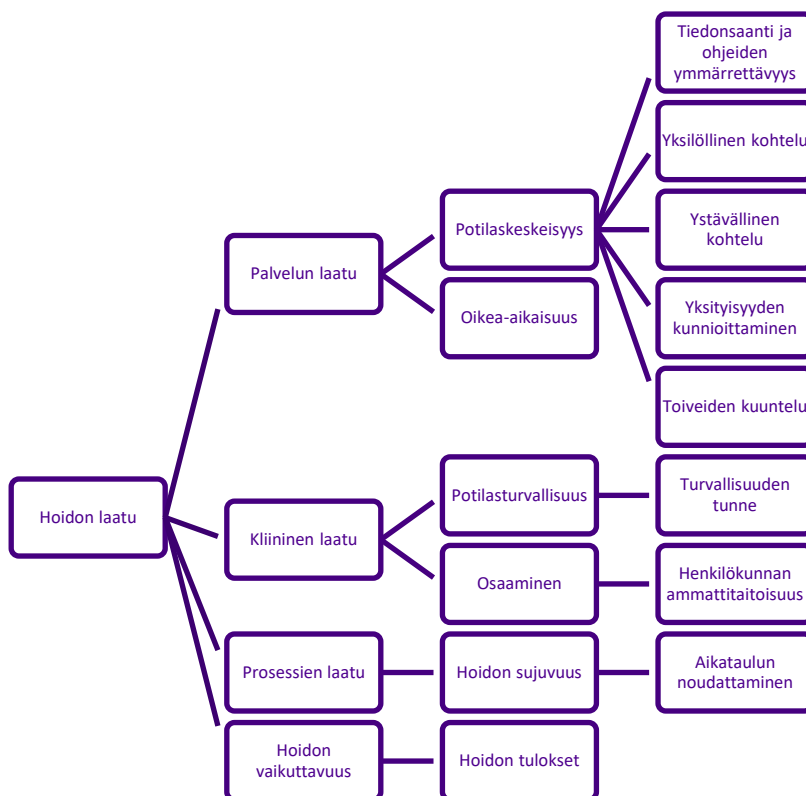 Tiedonsaanti ja
ohjeiden
ymmärrettävyys
Yksilöllinen kohtelu
Potilaskeskeisyys
Ystävällinen
kohtelu
Palvelun laatu
Oikea-aikaisuus
Yksityisyyden
kunnioittaminen
Toiveiden kuuntelu
Hoidon laatu
Potilasturvallisuus
Turvallisuuden
tunne
Kliininen laatu
Osaaminen
Henkilökunnan
ammattitaitoisuus
Prosessien laatu
Hoidon sujuvuus
Aikataulun
noudattaminen
Hoidon
vaikuttavuus
Hoidon tulokset